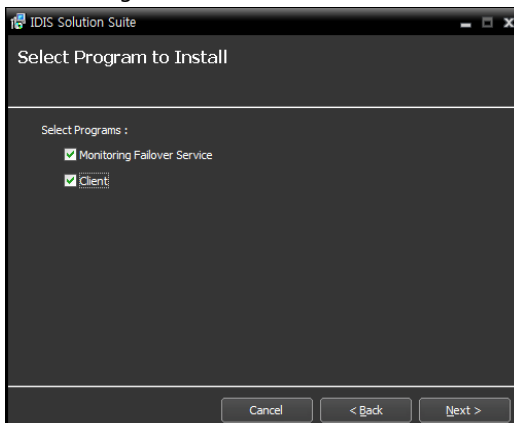 IDIS Solution Suite
Select Program to Install
Select Programs :
Monitoring Failover Service
Client
Cancel
< Back
Next >